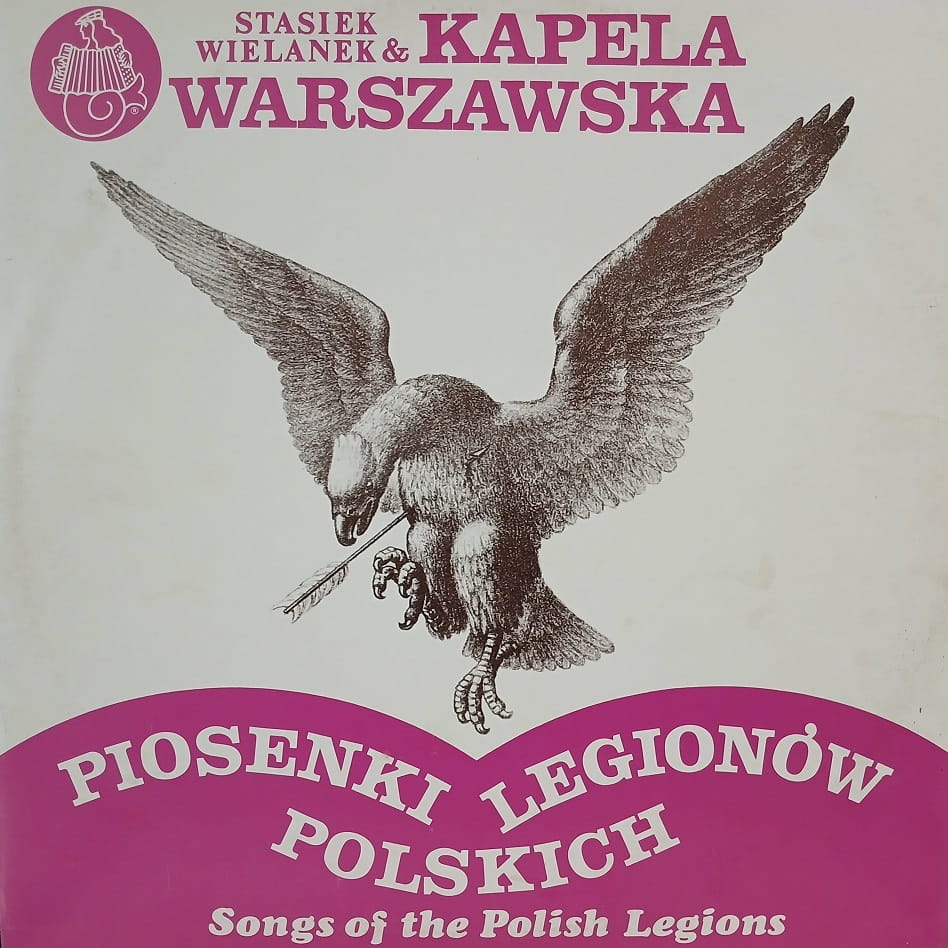 STASIEK
WIELANEK & KAPELA
WARSZAWSKA
®
PIOSENKI LEGIONÓW
POLSKICH
Songs of the Polish Legions